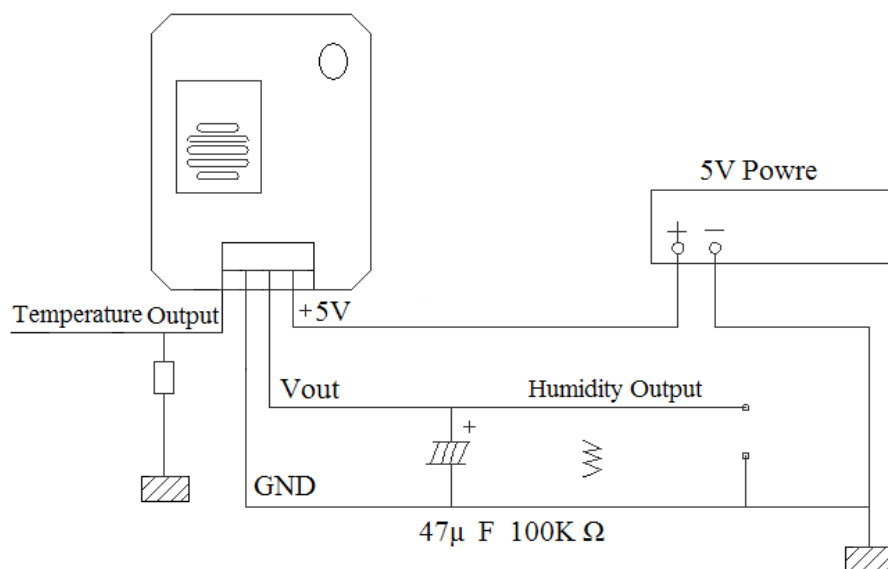 5V Powre
+ −
Temperature Output
+5V
Vout
Humidity Output
+
GND
47μ F 100K Ω